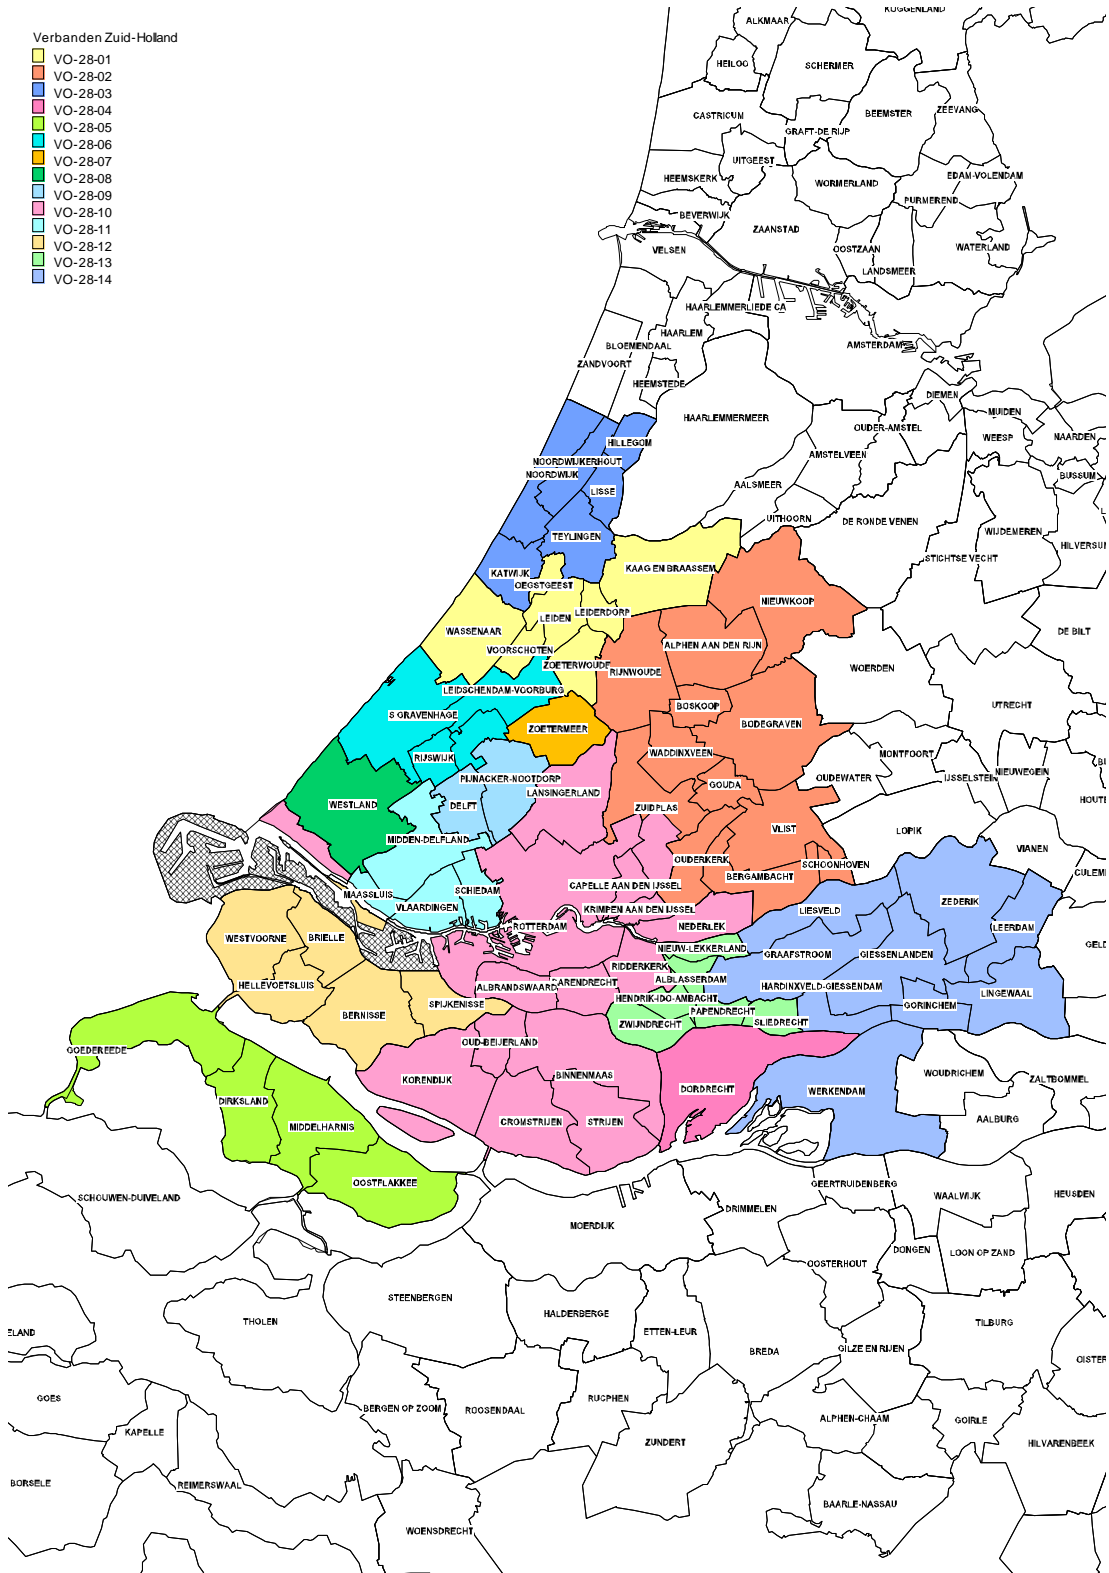 Verbanden Zuid-Holland
VO-28-01
VO-28-02
VO-28-03
VO-28-04
VO-28-05
VO-28-06
VO-28-07
VO-28-08
VO-28-09
VO-28-10
VO-28-11
VO-28-12
VO-28-13
VO-28-14
KOGGENLAND
ALKMAAR
HEILOO
SCHERMER
BEEMSTER
ZEEVANG
CASTRICUM
GRAFT-DE RIJP
UITGEEST
HEEMSKERK
WORMERLAND
EDAM-VOLENDAM
PURMEREND
BEVERWIJK
ZAANSTAD
VELSEN
OOSTZAAN
WATERLAND
LANDSMEER
HAARLEMMERLIEDE CA
HAARLEM
BLOEMENDAAL
AMSTERDAM
ZANDVOORT
HEEMSTEDE
DIEMEN
HAARLEMMERMEER
MUIDEN
OUDER-AMSTEL
WEESP
NAARDEN
HILLEGOM
AMSTELVEEN
NOORDWIJKERHOUT
NOORDWIJK
BUSSUM
LISSE
AALSMEER
UITHOORN
DE RONDE VENEN
WIJDEMEREN
TEYLINGEN
HILVERSUM
STICHTSE VECHT
KATWIJK
KAAG EN BRAASSEM
OEGSTGEEST
NIEUWKOOP
LEIDERDORP
LEIDEN
WASSENAAR
DE BILT
ALPHEN AAN DEN RIJN
VOORSCHOTEN
ZOETERWOUDE
RIJNWOUDE
WOERDEN
LEIDSCHENDAM-VOORBURG
BOSKOOP
UTRECHT
S GRAVENHAGE
BODEGRAVEN
ZOETERMEER
WADDINXVEEN
MONTFOORT
RIJSWIJK
NIEUWEGEIN
PIJNACKER-NOOTDORP
OUDEWATER
IJSSELSTEIN
GOUDA
LANSINGERLAND
HOUTE
WESTLAND
DELFT
ZUIDPLAS
VLIST
LOPIK
MIDDEN-DELFLAND
VIANEN
OUDERKERK
SCHOONHOVEN
BERGAMBACHT
CULEME
CAPELLE AAN DEN IJSSEL
SCHIEDAM
MAASSLUIS
ZEDERIK
VLAARDINGEN
KRIMPEN AAN DEN IJSSEL
LIESVELD
ROTTERDAM
NEDERLEK
LEERDAM
WESTVOORNE
BRIELLE
NIEUW-LEKKERLAND
GRAAFSTROOM
GIESSENLANDEN
GELD
RIDDERKERK
ALBLASSERDAM
HELLEVOETSLUIS
ALBRANDSWAARD
BARENDRECHT
HARDINXVELD-GIESSENDAM
LINGEWAAL
HENDRIK-IDO-AMBACHT
SPIJKENISSE
GORINCHEM
PAPENDRECHT
BERNISSE
ZWIJNDRECHT
SLIEDRECHT
OUD-BEIJERLAND
GOEDEREEDE
WOUDRICHEM
BINNENMAAS
KORENDIJK
ZALTBOMMEL
DORDRECHT
WERKENDAM
DIRKSLAND
AALBURG
CROMSTRIJEN
STRIJEN
MIDDELHARNIS
OOSTFLAKKEE
GEERTRUIDENBERG
SCHOUWEN-DUIVELAND
WAALWIJK
HEUSDEN
DRIMMELEN
MOERDIJK
DONGEN
LOON OP ZAND
OOSTERHOUT
STEENBERGEN
HALDERBERGE
THOLEN
TILBURG
ELAND
ETTEN-LEUR
BREDA
GILZE EN RIJEN
OISTER
GOES
RUCPHEN
BERGEN OP ZOOM
ROOSENDAAL
ALPHEN-CHAAM
GOIRLE
KAPELLE
ZUNDERT
HILVARENBEEK
BORSELE
REIMERSWAAL
BAARLE-NASSAU
WOENSDRECHT